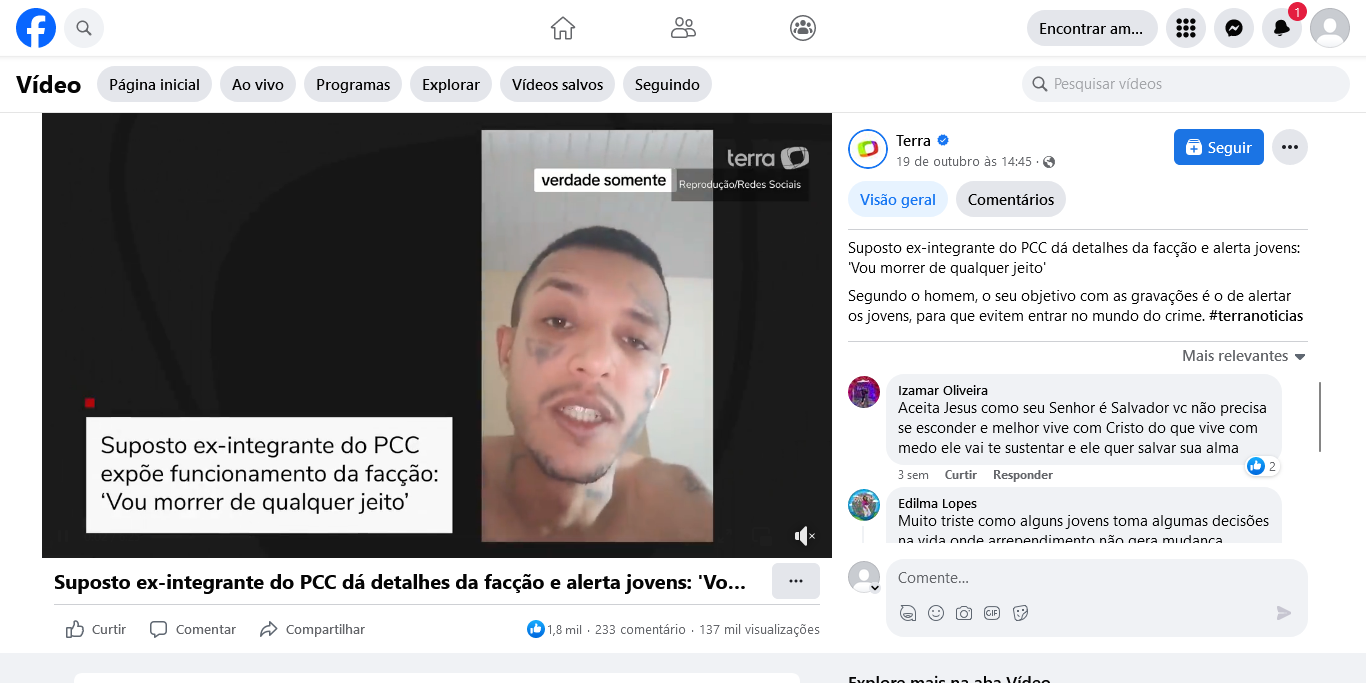 Encontrar am...
1
Vídeo
Página inicial
Ao vivo
Programas
Explorar
Vídeos salvos
Seguindo
Pesquisar vídeos
terra
verdade somente
Reprodução/Redes Sociais
Suposto ex-integrante do PCC
expõe funcionamento da facção:
‘Vou morrer de qualquer jeito’
Suposto ex-integrante do PCC dá detalhes da facção e alerta jovens: 'Vo...
Curtir
Comentar
Compartilhar
1,8 mil · 233 comentário · 137 mil visualizações
Terra
19 de outubro às 14:45 ·
Seguir
Visão geral
Comentários
Suposto ex-integrante do PCC dá detalhes da facção e alerta jovens:
'Vou morrer de qualquer jeito'
Segundo o homem, o seu objetivo com as gravações é o de alertar
os jovens, para que evitem entrar no mundo do crime. #terranoticias
Mais relevantes
Izamar Oliveira
Aceita Jesus como seu Senhor é Salvador vc não precisa
se esconder e melhor vive com Cristo do que vive com
medo ele vai te sustentar e ele quer salvar sua alma
2
3 sem Curtir Responder
Edilma Lopes
Muito triste como alguns jovens toma algumas decisões
na vida onde arrependimento não gera mudança
Comente...
GIF
Explore mais na aba Vídeo